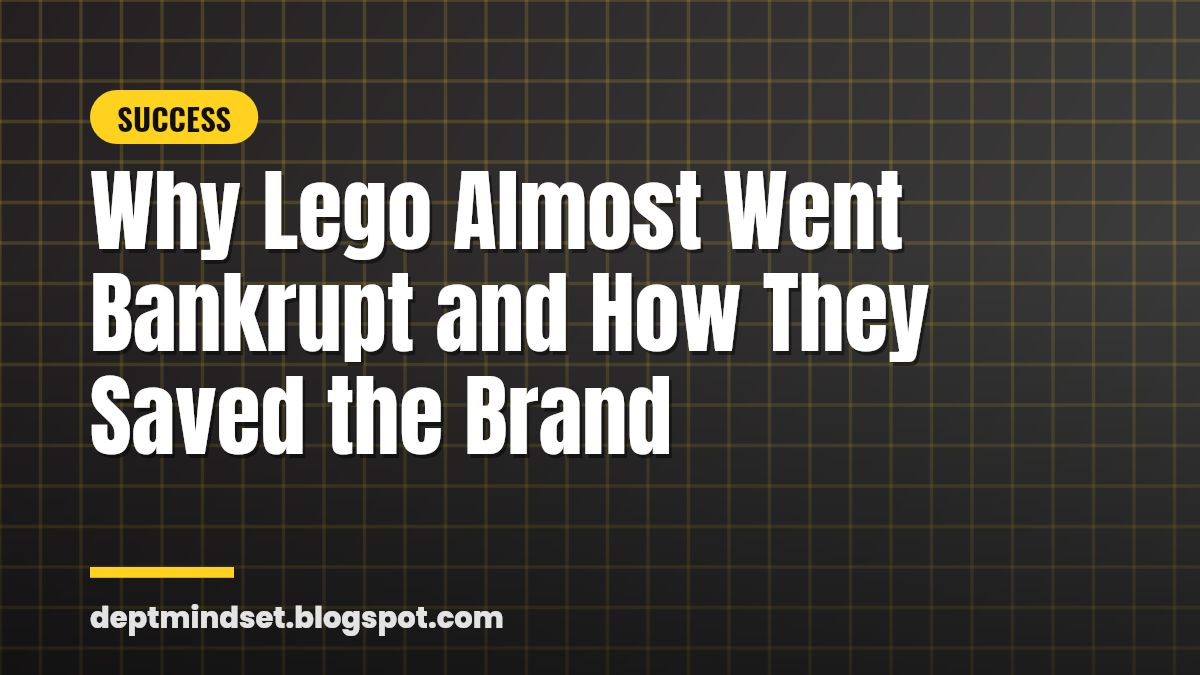 SUCCESS
Why Lego Almost Went
Bankrupt and How They
Saved the Brand
deptmindset.blogspot.com